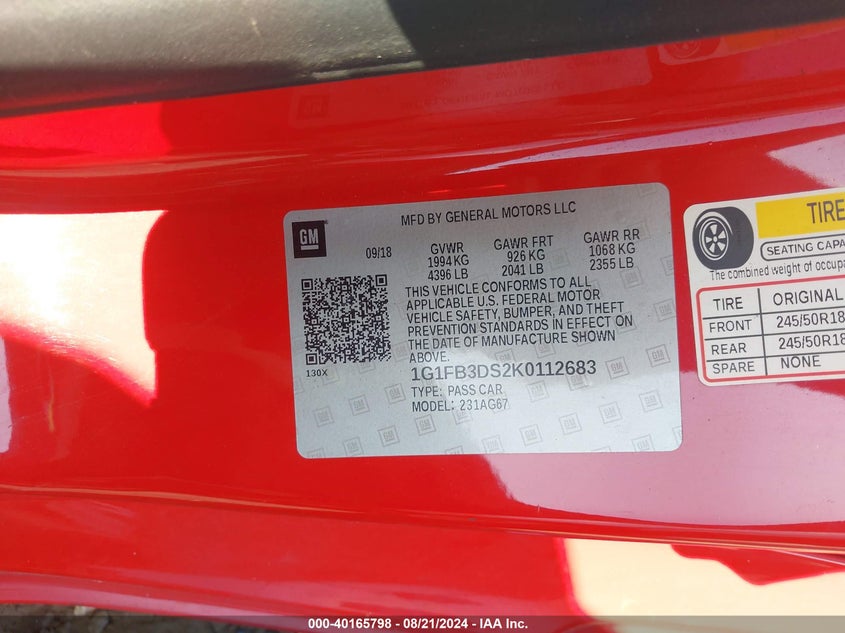 MFD BY GENERAL MOTORS LLC
GM
09/18
GVWR GAWR FRT GAWR RR
1994 KG 926 KG 1068 KG
4396 LB 2041 LB 2355 LB
THIS VEHICLE CONFORMS TO ALL
APPLICABLE U.S. FEDERAL MOTOR
VEHICLE SAFETY, BUMPER, AND THEFT
PREVENTION STANDARDS IN EFFECT ON
THE DATE OF MANUFACTURE SHOWN
ABOVE.
130X
1G1FB3DS2K0112683
TYPE: PASS CAR
MODEL: 231AG67
TIRE
SEATING CAPA
The combined weight of occupa
TIRE ORIGINAL
FRONT 245/50R18
REAR 245/50R18
SPARE NONE
000-40165798 - 08/21/2024 - IAA Inc.